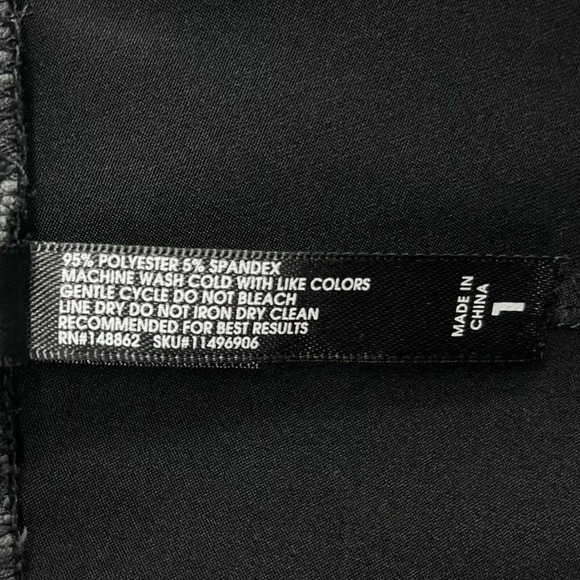 95% POLYESTER 5% SPANDEX
MACHINE WASH COLD WITH LIKE COLORS
GENTLE CYCLE DO NOT BLEACH
LINE DRY DO NOT IRON DRY CLEAN
RECOMMENDED FOR BEST RESULTS
RN#148862 SKU#11496906
MADE IN
CHINA
1